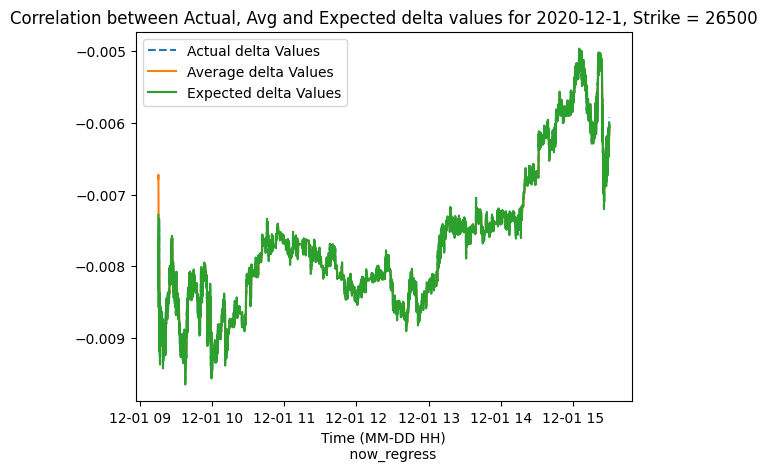 Correlation between Actual, Avg and Expected delta values for 2020-12-1, Strike = 26500
Actual delta Values
Average delta Values
Expected delta Values
−0.005
−0.006
−0.007
−0.008
−0.009
12-01 09 12-01 10 12-01 11 12-01 12 12-01 13 12-01 14 12-01 15
Time (MM-DD HH)
now_regress